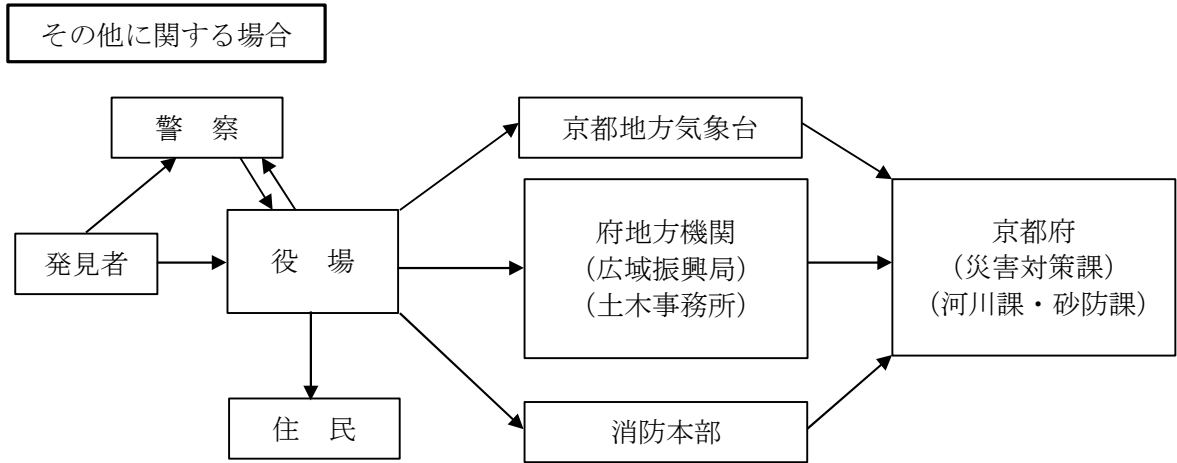 その他に関する場合
警　察
京都地方気象台
発見者
役　場
府地方機関
（広域振興局）
（土木事務所）
京都府
（災害対策課）
（河川課・砂防課）
住　民
消防本部